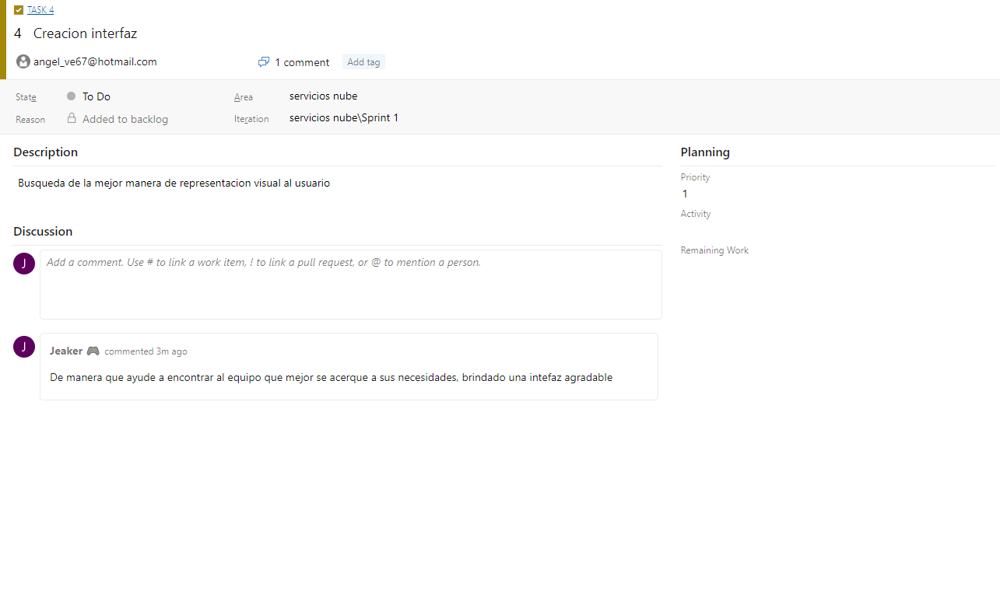 TASK 4
4 Creacion interfaz
angel_ve67@hotmail.com 1 comment Add tag
State To Do Area servicios nube
Reason Added to backlog Iteration servicios nube\Sprint 1
Description
Busqueda de la mejor manera de representacion visual al usuario
Planning
Priority
1
Activity
Remaining Work
Discussion
J
Add a comment. Use # to link a work item, ! to link a pull request, or @ to mention a person.
J
Jeaker 🎮 commented 3m ago
De manera que ayude a encontrar al equipo que mejor se acerque a sus necesidades, brindado una intefaz agradable